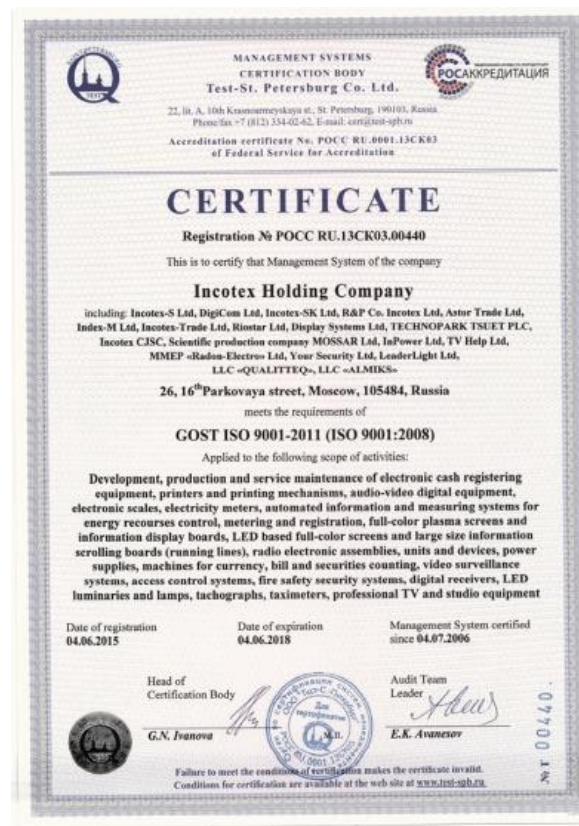 MANAGEMENT SYSTEMS
CERTIFICATION BODY
Test-St. Petersburg Co. Ltd.
РОСАККРЕДИТАЦИЯ
TEST
22, lit. A, 10th Krasnoarmeyskaya st., St. Petersburg, 190103, Russia
Phone/fax +7 (812) 334-02-62, E-mail: cert@test-spb.ru
Accreditation certificate No. РОСС RU.0001.13СК03
of Federal Service for Accreditation
CERTIFICATE
Registration № РОСС RU.13СК03.00440
This is to certify that Management System of the company
Incotex Holding Company
including: Incotex-S Ltd, DigiCom Ltd, Incotex-SK Ltd, R&P Co. Incotex Ltd, Astor Trade Ltd,
Index-M Ltd, Incotex-Trade Ltd, Riostar Ltd, Display Systems Ltd, TECHNOPARK TSUET PLC,
Incotex CJSC, Scientific production company MOSSAR Ltd, InPower Ltd, TV Help Ltd,
MMEP «Radon-Electro» Ltd, Your Security Ltd, LeaderLight Ltd,
LLC «QUALITTEQ», LLC «ALMIKS»
26, 16th Parkovaya street, Moscow, 105484, Russia
meets the requirements of
GOST ISO 9001-2011 (ISO 9001:2008)
Applied to the following scope of activities:
Development, production and service maintenance of electronic cash registering
equipment, printers and printing mechanisms, audio-video digital equipment,
electronic scales, electricity meters, automated information and measuring systems for
energy recourses control, metering and registration, full-color plasma screens and
information display boards, LED based full-color screens and large size information
scrolling boards (running lines), radio electronic assemblies, units and devices, power
supplies, machines for currency, bill and securities counting, video surveillance
systems, access control systems, fire safety security systems, digital receivers, LED
luminaries and lamps, tachographs, taximeters, professional TV and studio equipment
Date of registration
04.06.2015
Date of expiration
04.06.2018
Management System certified
since 04.07.2006
Head of
Certification Body
G.N. Ivanova
Для
сертификатов
М.П.
Audit Team
Leader
E.K. Avanesov
№ Т 00440.
Failure to meet the conditions of certification makes the certificate invalid.
Conditions for certification are available at the web site at www.test-spb.ru